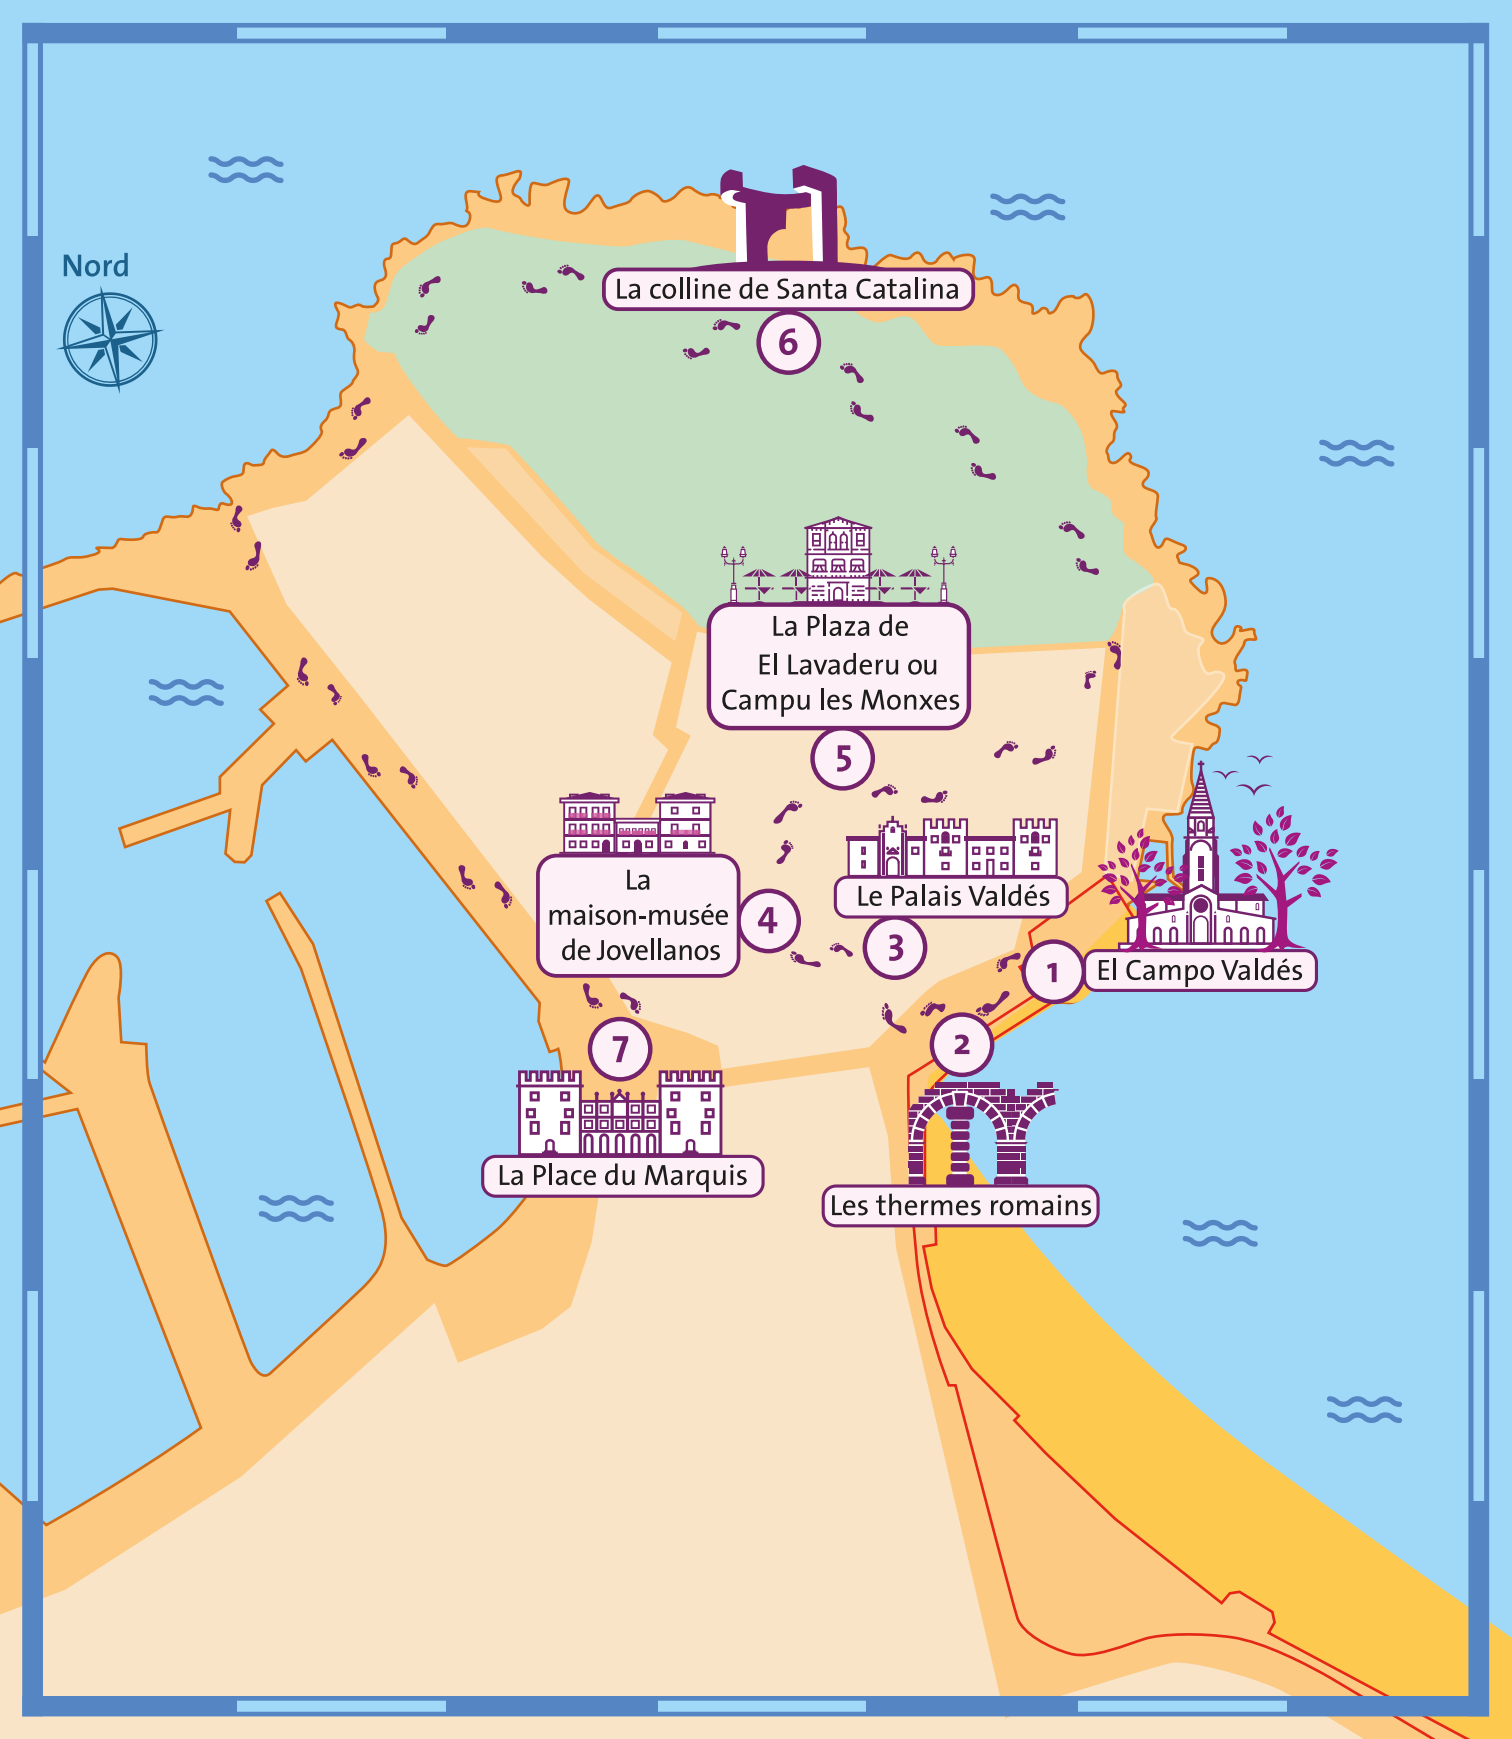 Nord
La colline de Santa Catalina
6
La Plaza de
El Lavaderu ou
Campu les Monxes
5
La
maison-musée
de Jovellanos
4
Le Palais Valdés
3
1
El Campo Valdés
2
Les thermes romains
7
La Place du Marquis